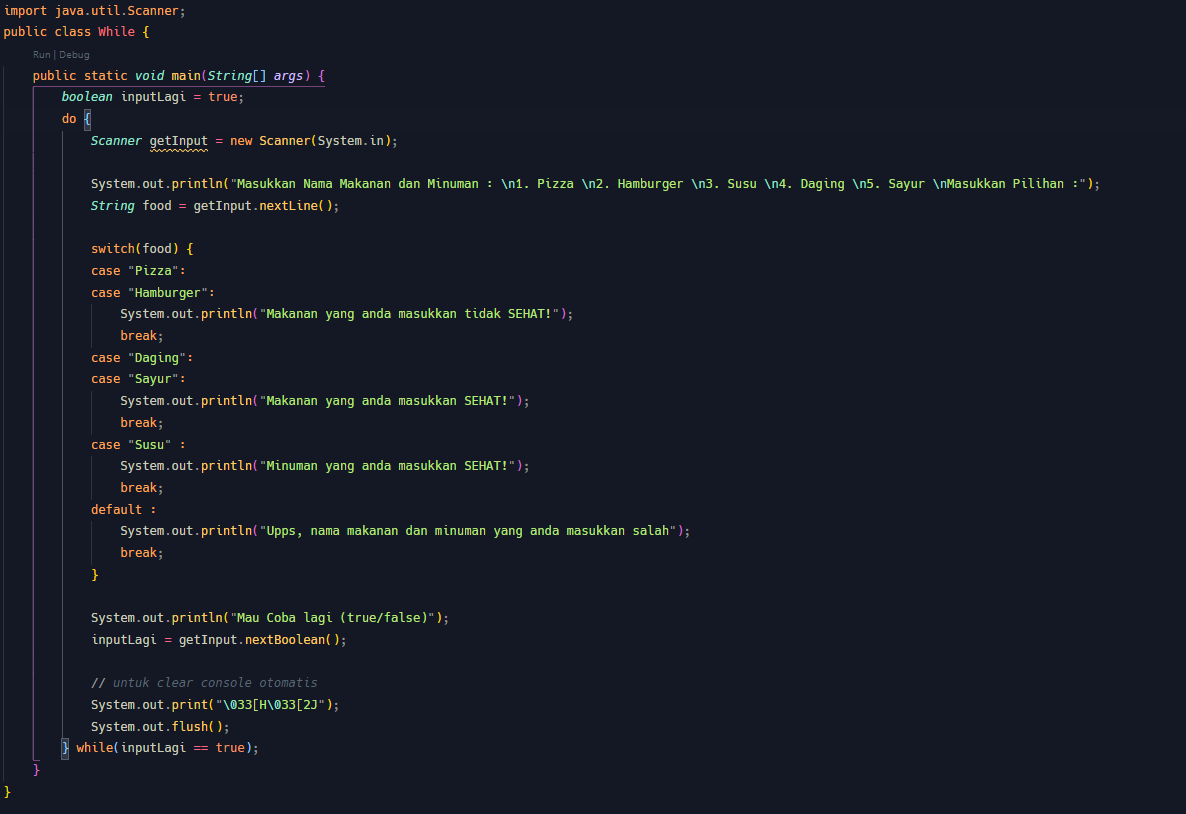 import java.util.Scanner;
public class While {
Run | Debug
public static void main(String[] args) {
boolean inputLagi = true;
do {
Scanner getInput = new Scanner(System.in);
System.out.println("Masukkan Nama Makanan dan Minuman : \n1. Pizza \n2. Hamburger \n3. Susu \n4. Daging \n5. Sayur \nMasukkan Pilihan :");
String food = getInput.nextLine();
switch(food) {
case "Pizza":
case "Hamburger":
System.out.println("Makanan yang anda masukkan tidak SEHAT!");
break;
case "Daging":
case "Sayur":
System.out.println("Makanan yang anda masukkan SEHAT!");
break;
case "Susu" :
System.out.println("Minuman yang anda masukkan SEHAT!");
break;
default :
System.out.println("Upps, nama makanan dan minuman yang anda masukkan salah");
break;
}
System.out.println("Mau Coba lagi (true/false)");
inputLagi = getInput.nextBoolean();
// untuk clear console otomatis
System.out.print("\033[H\033[2J");
System.out.flush();
} while(inputLagi == true);
}
}